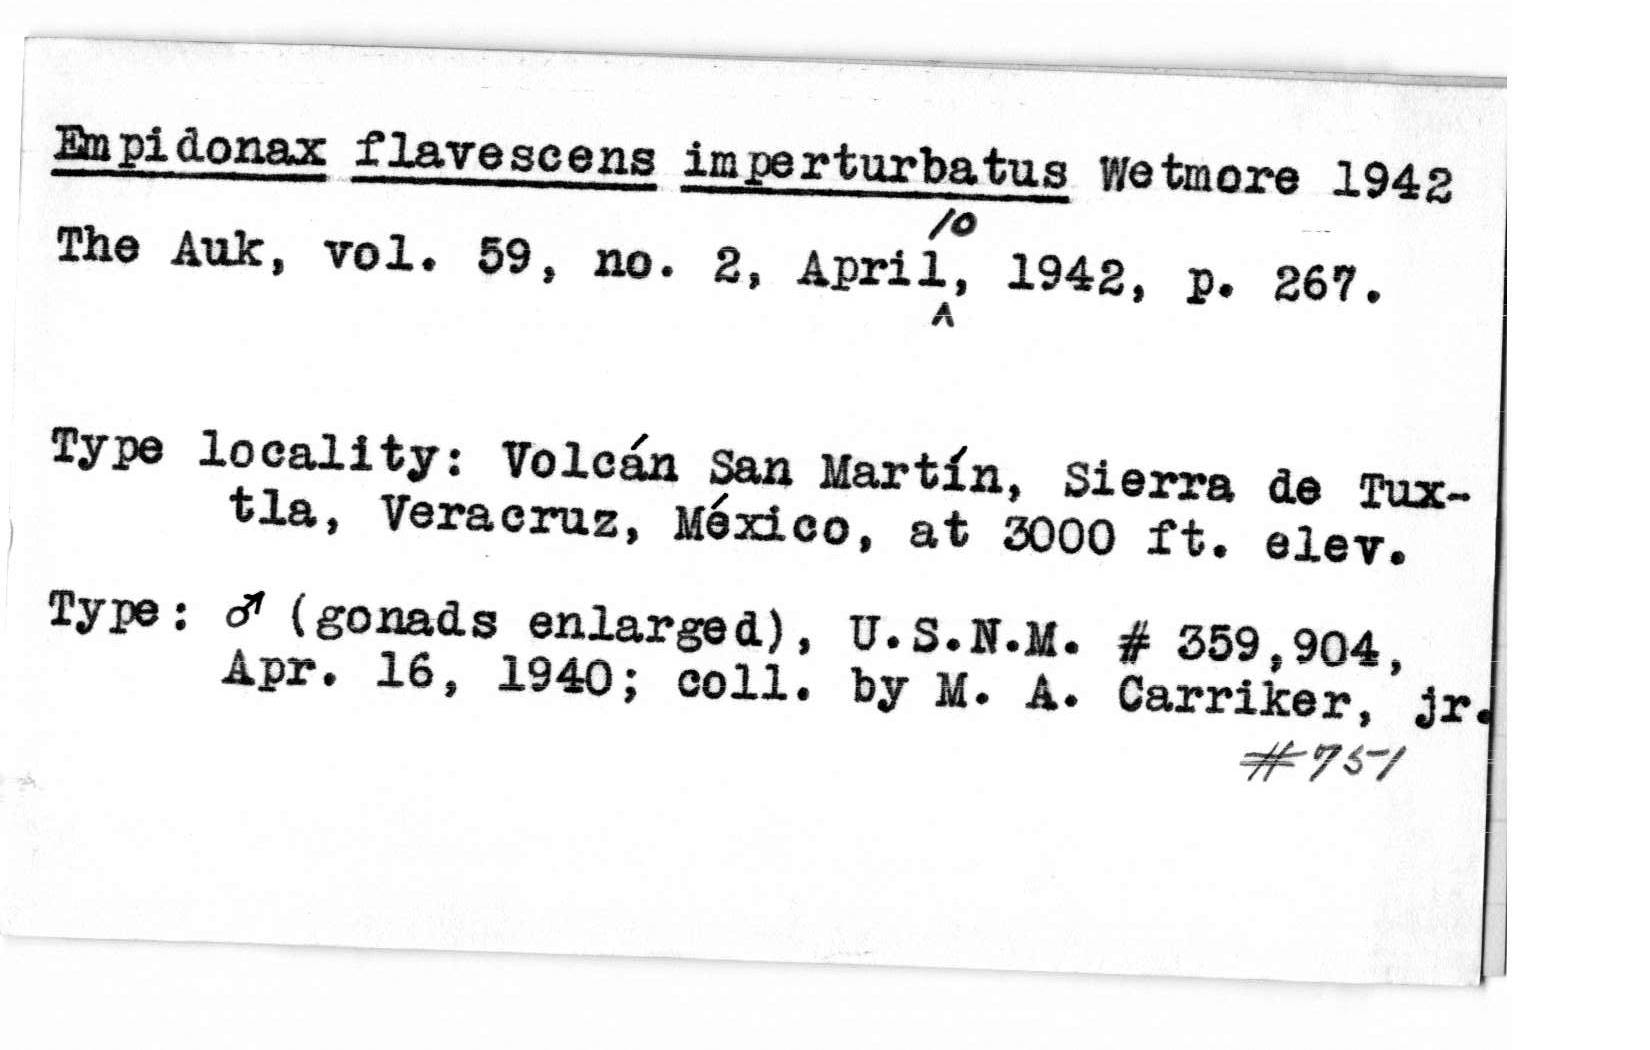 Empidonax flavescens imperturbatus Wetmore 1942
The Auk, vol. 59, no. 2, April 10, 1942, p. 267.
Type locality: Volcán San Martín, Sierra de Tux-
tla, Veracruz, México, at 3000 ft. elev.
Type: ♂ (gonads enlarged), U.S.N.M. # 359,904,
Apr. 16, 1940; coll. by M. A. Carriker, jr.
#751